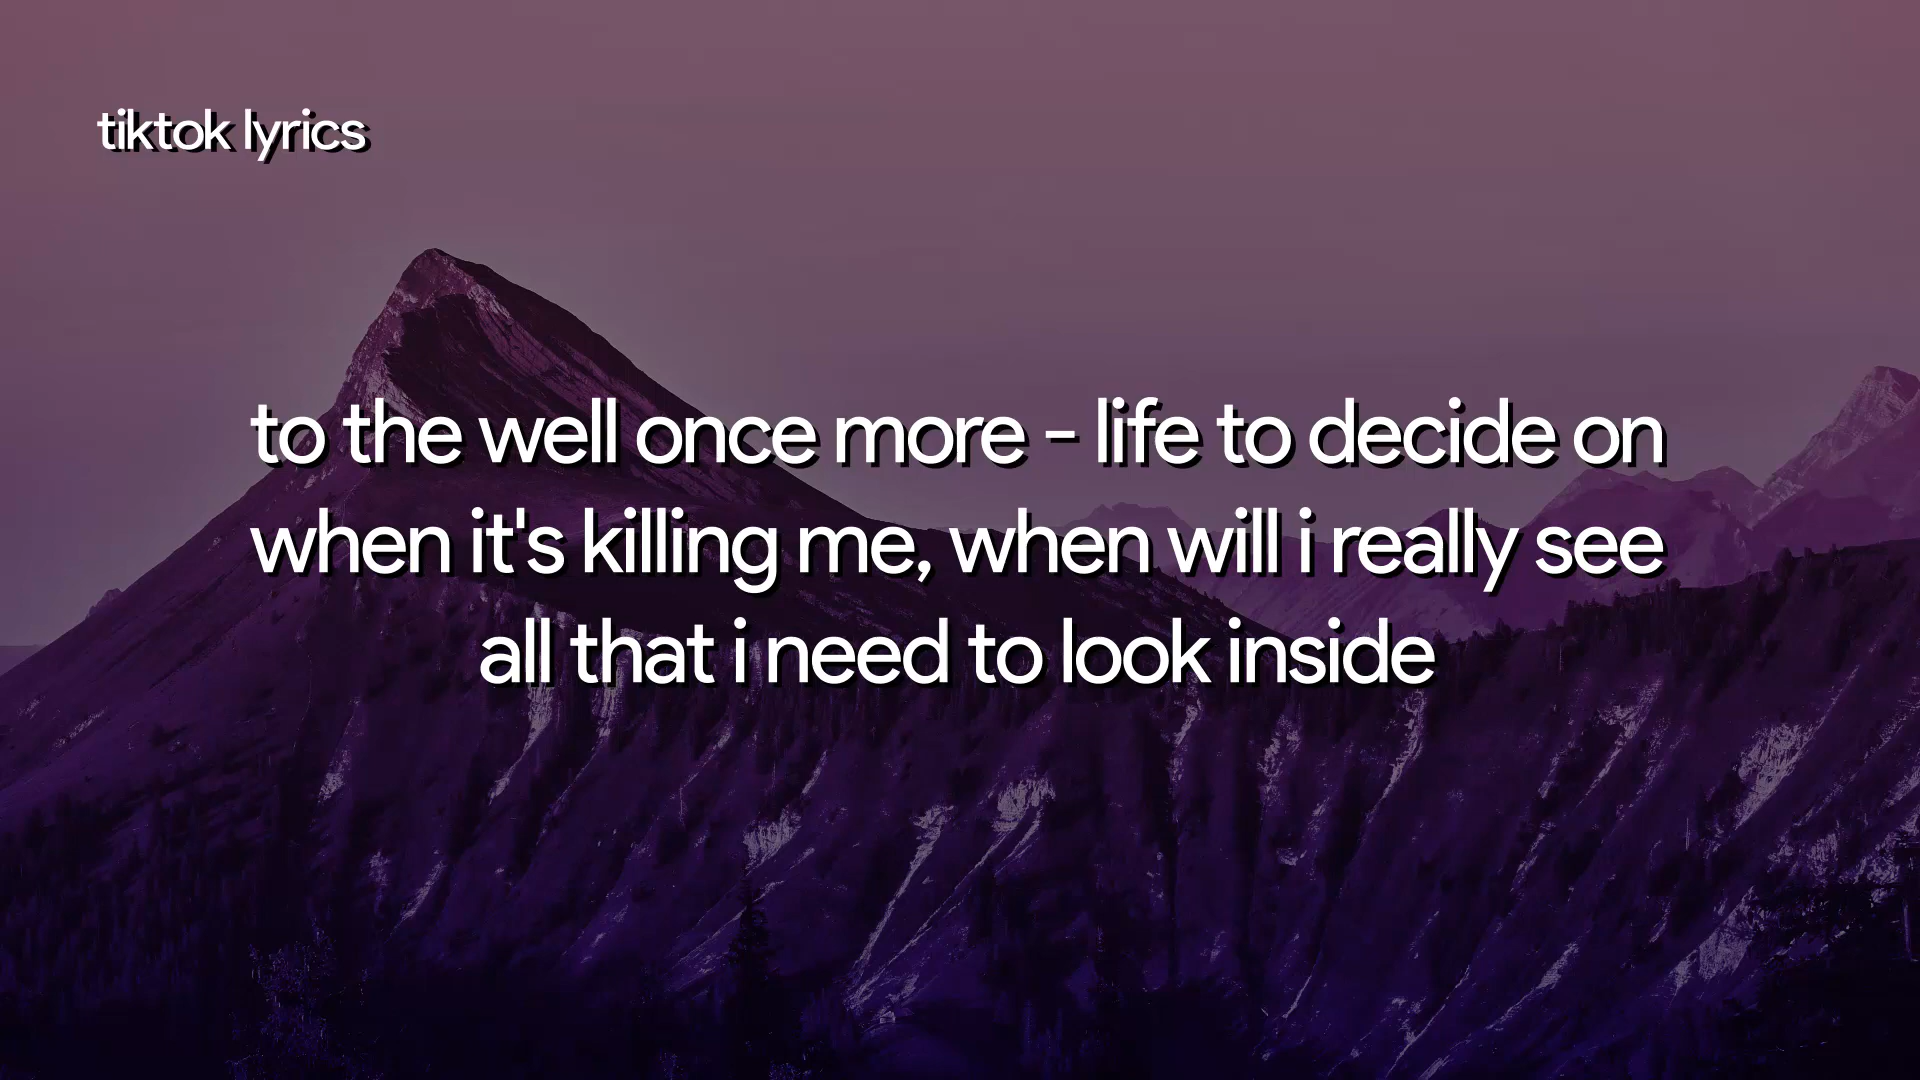 tiktok lyrics
to the well once more - life to decide on
when it's killing me, when will i really see
all that i need to look inside